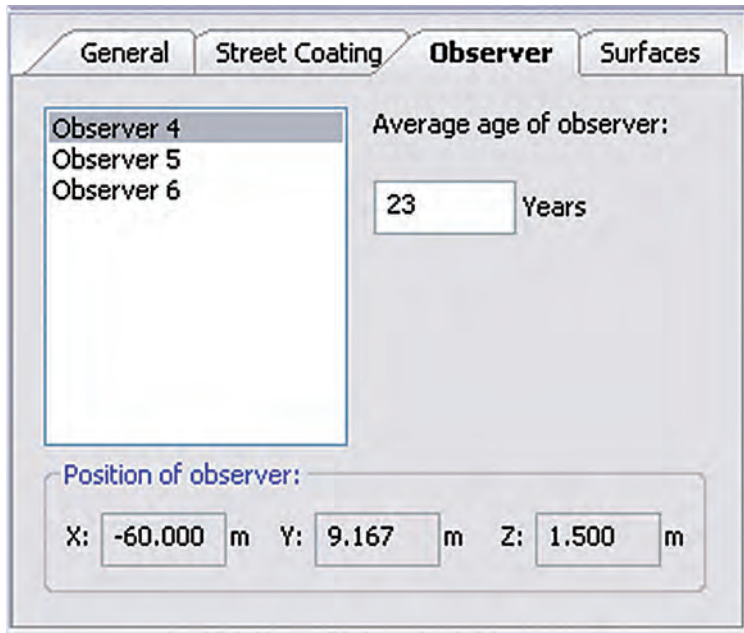 General Street Coating Observer Surfaces
Observer 4
Observer 5
Observer 6
Average age of observer:
23 Years
Position of observer:
X: -60.000 m Y: 9.167 m Z: 1.500 m